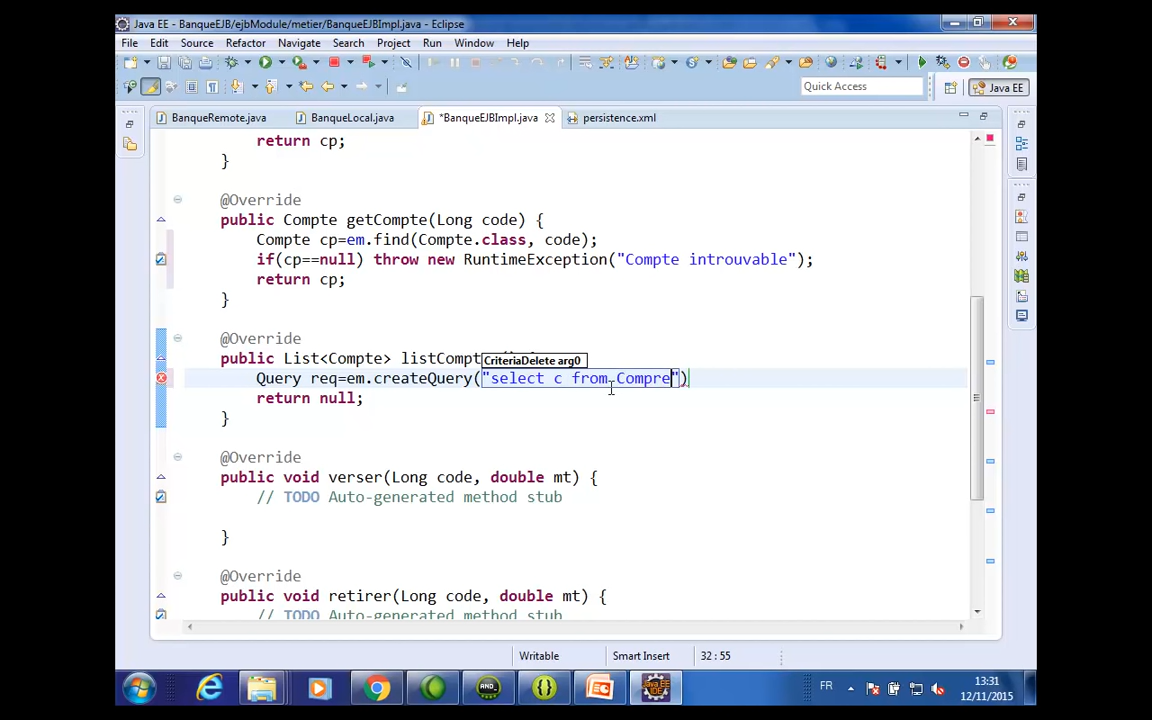 Java EE - BanqueEJB/ejbModule/metier/BanqueEJBImpl.java - Eclipse
File Edit Source Refactor Navigate Search Project Run Window Help
Quick Access
Java EE
BanqueRemote.java BanqueLocal.java *BanqueEJBImpl.java persistence.xml
return cp;
}
@Override
public Compte getCompte(Long code) {
Compte cp=em.find(Compte.class, code);
if(cp==null) throw new RuntimeException("Compte introuvable");
return cp;
}
@Override
public List<Compte> listCompt
CriteriaDelete arg0
Query req=em.createQuery("select c from Compre")
return null;
}
@Override
public void verser(Long code, double mt) {
// TODO Auto-generated method stub
}
@Override
public void retirer(Long code, double mt) {
// TODO Auto-generated method stub
Writable Smart Insert 32 : 55
FR
13:31
12/11/2015